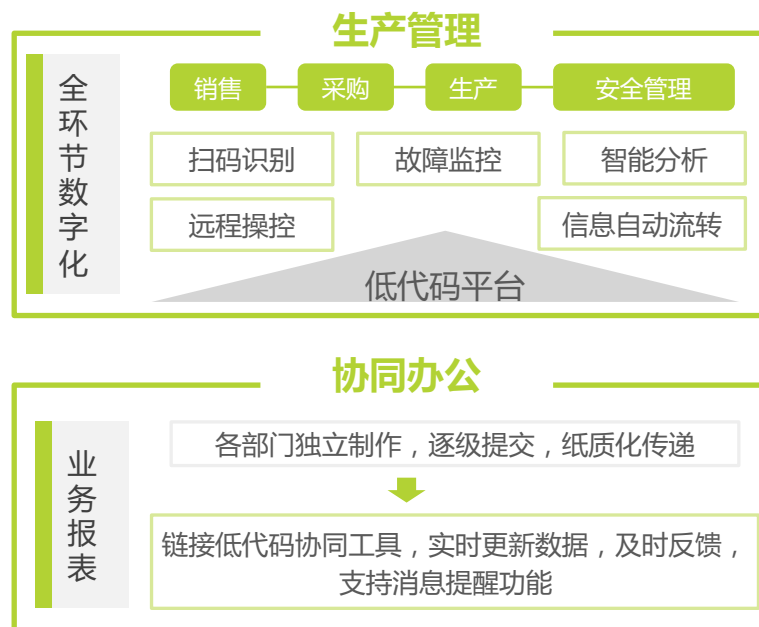 生产管理
全环节数字化
销售 采购 生产 安全管理
扫码识别 故障监控 智能分析
远程操控 信息自动流转
低代码平台
协同办公
业务报表
各部门独立制作，逐级提交，纸质化传递
链接低代码协同工具，实时更新数据，及时反馈，
支持消息提醒功能